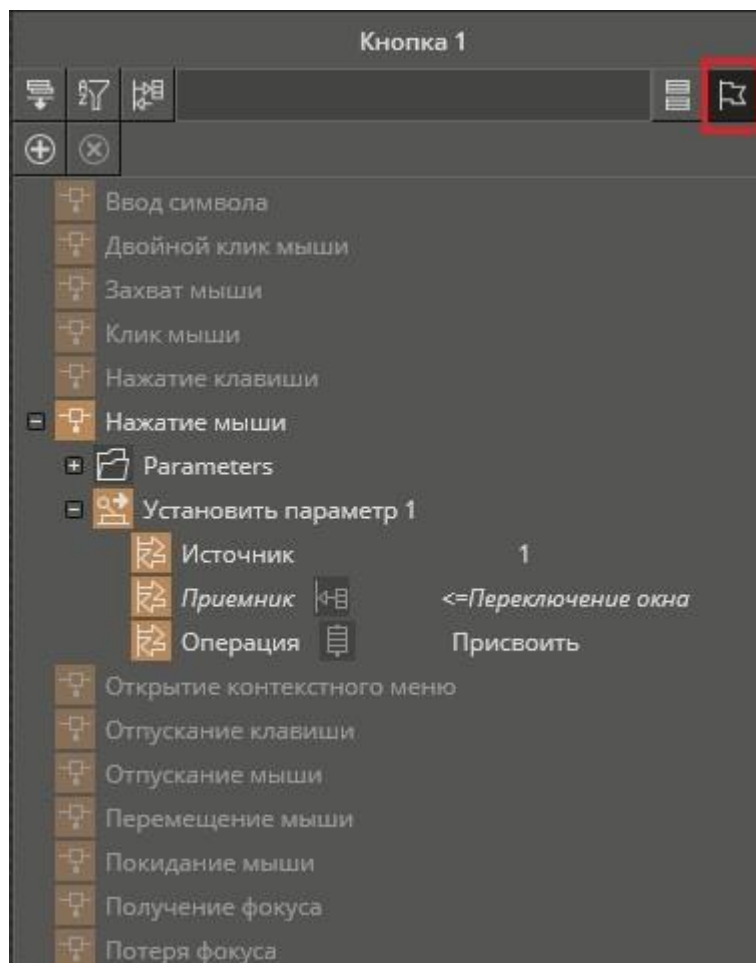 Кнопка 1
Ввод символа
Двойной клик мыши
Захват мыши
Клик мыши
Нажатие клавиши
Нажатие мыши
Parameters
Установить параметр 1
Источник 1
Приемник <=Переключение окна
Операция Присвоить
Открытие контекстного меню
Отпускание клавиши
Отпускание мыши
Перемещение мыши
Покидание мыши
Получение фокуса
Потеря фокуса